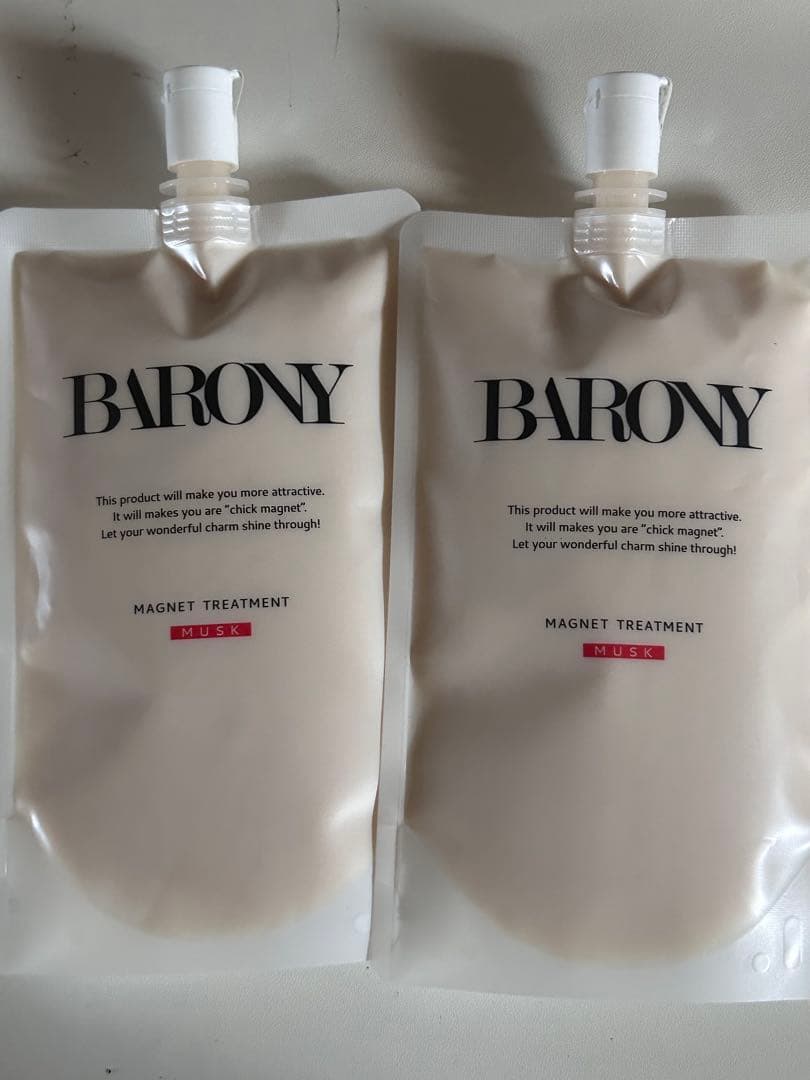 BARONY
This product will make you more attractive.
It will makes you are “chick magnet”.
Let your wonderful charm shine through!
MAGNET TREATMENT
MUSK
BARONY
This product will make you more attractive.
It will makes you are “chick magnet”.
Let your wonderful charm shine through!
MAGNET TREATMENT
MUSK